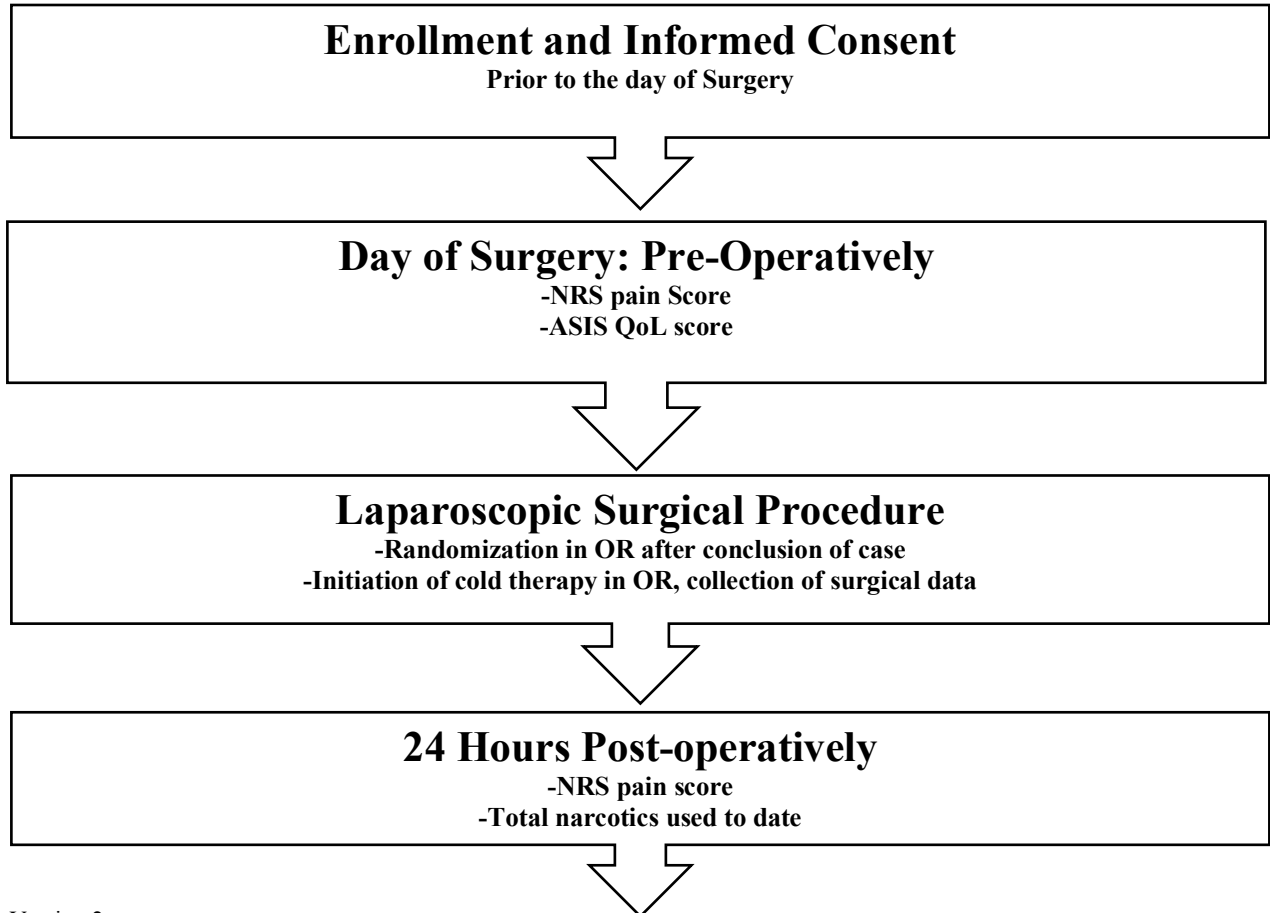 Enrollment and Informed Consent
Prior to the day of Surgery
Day of Surgery: Pre-Operatively
-NRS pain Score
-ASIS QoL score
Laparoscopic Surgical Procedure
-Randomization in OR after conclusion of case
-Initiation of cold therapy in OR, collection of surgical data
24 Hours Post-operatively
-NRS pain score
-Total narcotics used to date